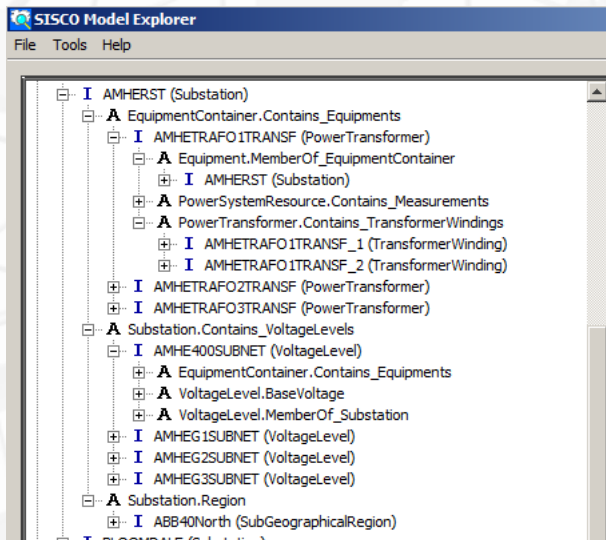 SISCO Model Explorer
File Tools Help
I AMHERST (Substation)
A EquipmentContainer.Contains_Equipments
I AMHETRAFO1TRANSF (PowerTransformer)
A Equipment.MemberOf_EquipmentContainer
I AMHERST (Substation)
A PowerSystemResource.Contains_Measurements
A PowerTransformer.Contains_TransformerWindings
I AMHETRAFO1TRANSF_1 (TransformerWinding)
I AMHETRAFO1TRANSF_2 (TransformerWinding)
I AMHETRAFO2TRANSF (PowerTransformer)
I AMHETRAFO3TRANSF (PowerTransformer)
A Substation.Contains_VoltageLevels
I AMHE400SUBNET (VoltageLevel)
A EquipmentContainer.Contains_Equipments
A VoltageLevel.BaseVoltage
A VoltageLevel.MemberOf_Substation
I AMHEG1SUBNET (VoltageLevel)
I AMHEG2SUBNET (VoltageLevel)
I AMHEG3SUBNET (VoltageLevel)
A Substation.Region
I ABB40North (SubGeographicalRegion)